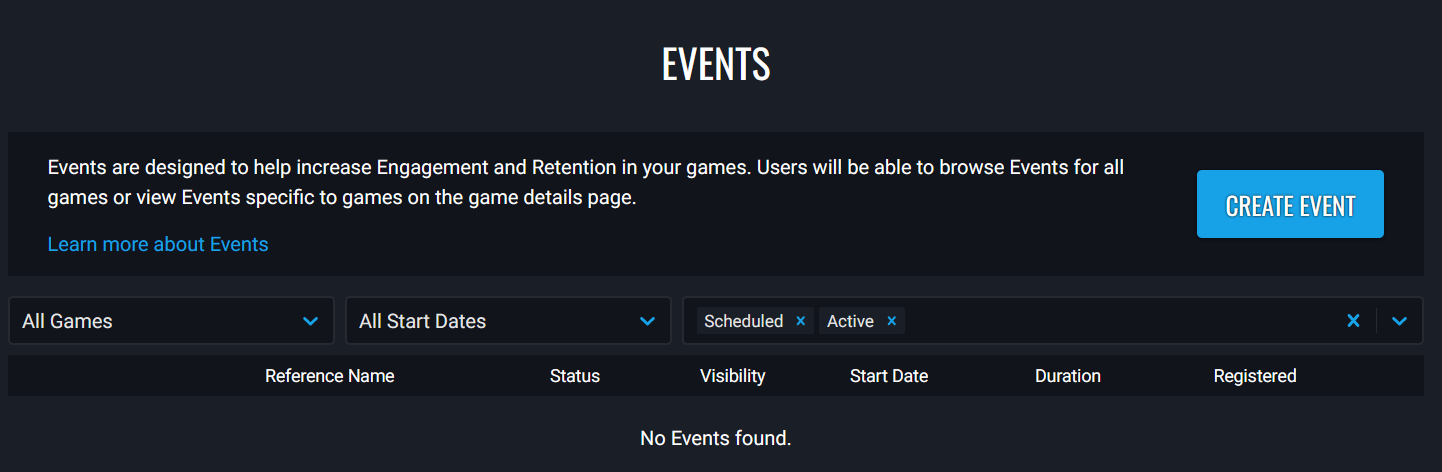 EVENTS
Events are designed to help increase Engagement and Retention in your games. Users will be able to browse Events for all
games or view Events specific to games on the game details page.
CREATE EVENT
Learn more about Events
All Games All Start Dates Scheduled Active
Reference Name Status Visibility Start Date Duration Registered
No Events found.